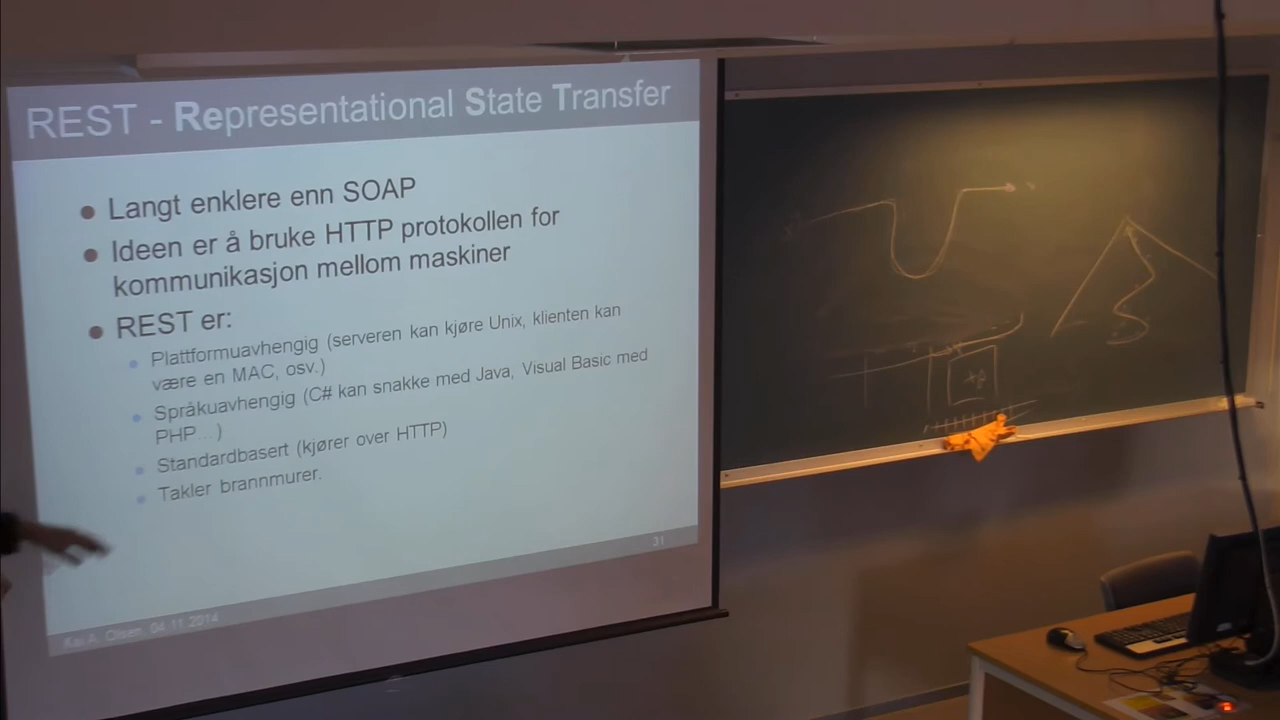 REST - Representational State Transfer
Langt enklere enn SOAP
Ideen er å bruke HTTP protokollen for
kommunikasjon mellom maskiner
REST er:
Plattformuavhengig (serveren kan kjøre Unix, klienten kan
være en MAC, osv.)
Språkuavhengig (C# kan snakke med Java, Visual Basic med
PHP...)
Standardbasert (kjører over HTTP)
Takler brannmurer.
31
Kai A. Olsen, 04.11.2014